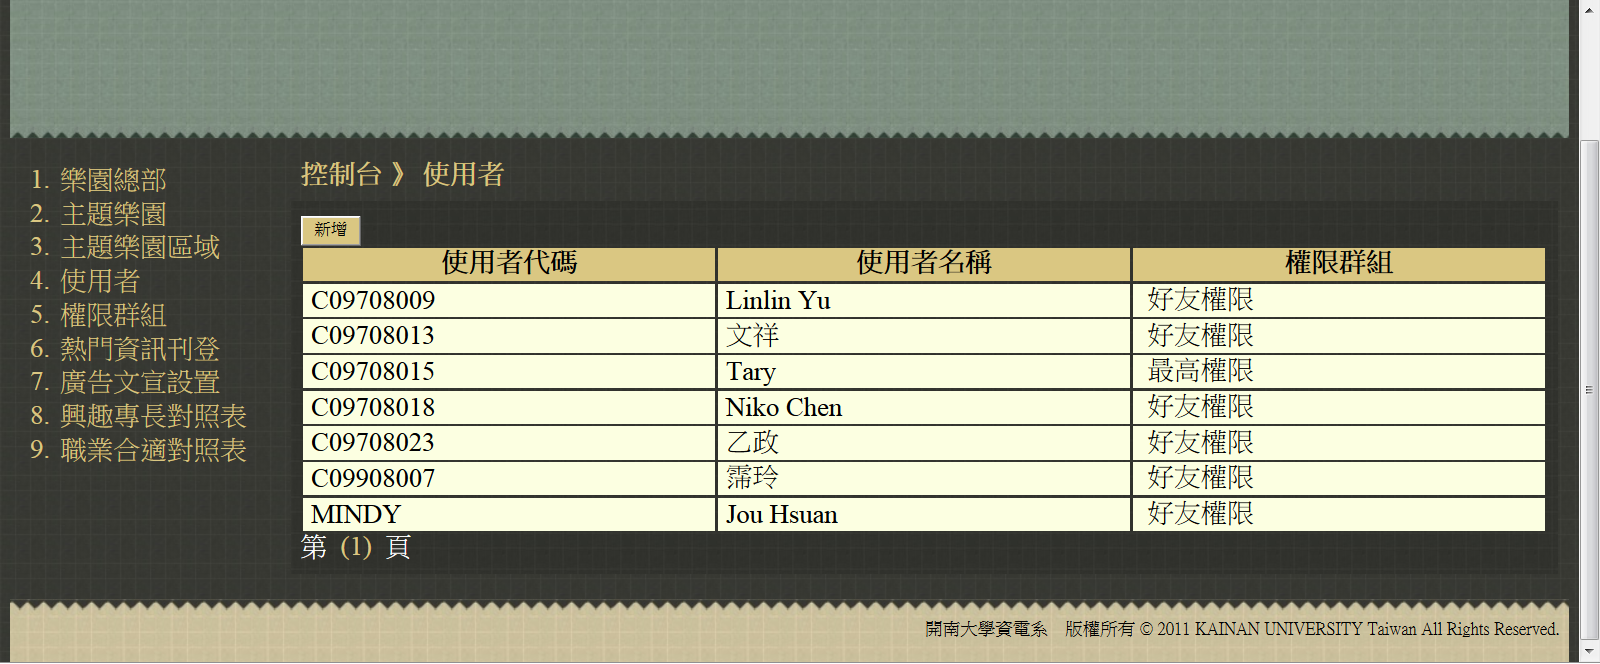 1. 樂園總部
2. 主題樂園
3. 主題樂園區域
4. 使用者
5. 權限群組
6. 熱門資訊刊登
7. 廣告文宣設置
8. 興趣專長對照表
9. 職業合適對照表
控制台 》 使用者
新增
使用者代碼 使用者名稱 權限群組
C09708009 Linlin Yu 好友權限
C09708013 文祥 好友權限
C09708015 Tary 最高權限
C09708018 Niko Chen 好友權限
C09708023 乙政 好友權限
C09908007 霈玲 好友權限
MINDY Jou Hsuan 好友權限
第 (1) 頁
開南大學資電系 版權所有 © 2011 KAINAN UNIVERSITY Taiwan All Rights Reserved.